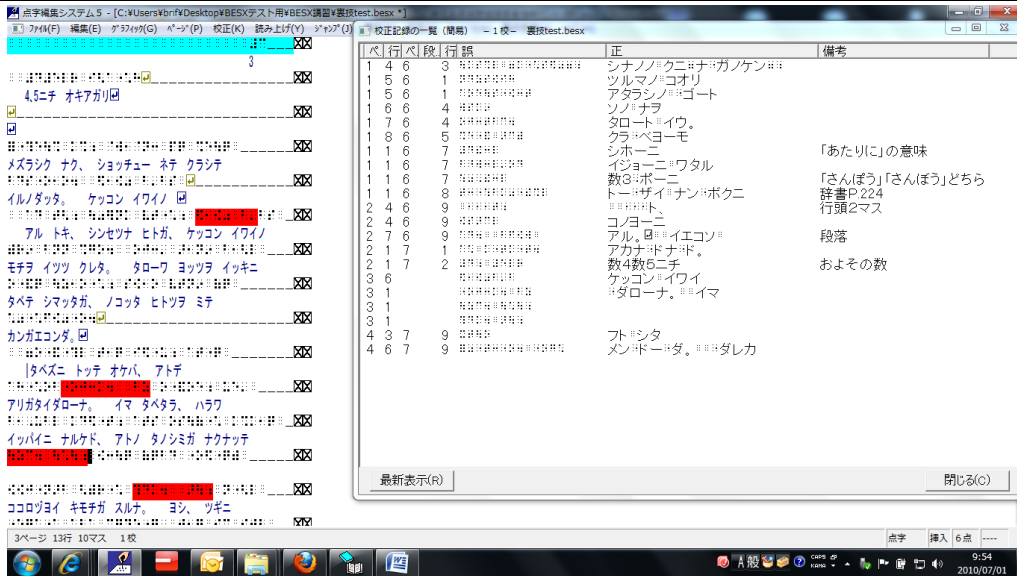 点字編集システム5 - [C:¥Users¥brif¥Desktop¥BESXテスト用¥BESX講習¥裏技test.besx *]
ファイル(F) 編集(E) グラフィック(G) ページ(P) 校正(K) 読み上げ(Y) ジャンプ(J)
3
4,5ニチ オキアガリ
メズラシク ナク、 ショッチュー ネテ クラシテ
イルノダッタ。 ケッコン イワイノ
アル トキ、 シンセツナ ヒトガ、 ケッコン イワイノ
モチヲ イツツ クレタ。 タローワ ヨッツヲ イッキニ
タベテ シマッタガ、 ノコッタ ヒトツヲ ミテ
カンガエコンダ。
タベズニ トッテ オケバ、 アトデ
アリガタイダローナ。 イマ タベタラ、 ハラワ
イッパイニ ナルケド、 アトノ タノシミガ ナクナッテ
ココロヅヨイ キモチガ スルナ。 ヨシ、 ツギニ
校正記録の一覧（簡易） －1校－ 裏技test.besx
ペ 行 ペ 段 行 誤 正 備考
1 4 6 3 シナノノ クニ ナ ガノケン
1 5 6 1 ツルマノ コオリ
1 5 6 1 アタラシノ ゴート
1 6 6 4 ソノ ナヲ
1 7 6 4 タロート イウ。
1 8 6 5 クラ ベヨーモ
1 1 6 7 シホーニ 「あたりに」の意味
1 1 6 7 イジョーニ ワタル
1 1 6 7 数3 ポーニ 「さんぽう」「さんぼう」どちら
1 1 6 8 トー ザイ ナン ボクニ 辞書P.224
2 4 6 9 ト、 行頭2マス
2 4 6 9 コノヨーニ
2 7 6 9 アル。 イエコソ 段落
2 1 7 1 アカナ ドナ ド。
2 1 7 2 数4数5ニチ およその数
3 6 ケッコン イワイ
3 1 ダローナ。 イマ
3 1
3 1
4 3 7 9 フト シタ
4 6 7 9 メン ドー ダ。 ダレカ
最新表示(R) 閉じる(C)
3ページ 13行 10マス 1校 点字 挿入 6点 ----
A 般 CAPS KANA 9:54
2010/07/01